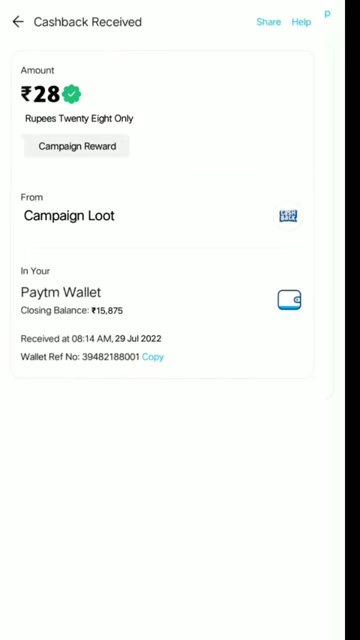 Cashback Received
Share
Help
p
Amount
₹28
Rupees Twenty Eight Only
Campaign Reward
From
Campaign Loot
In Your
Paytm Wallet
Closing Balance: ₹15,875
Received at 08:14 AM, 29 Jul 2022
Wallet Ref No: 39482188001 Copy